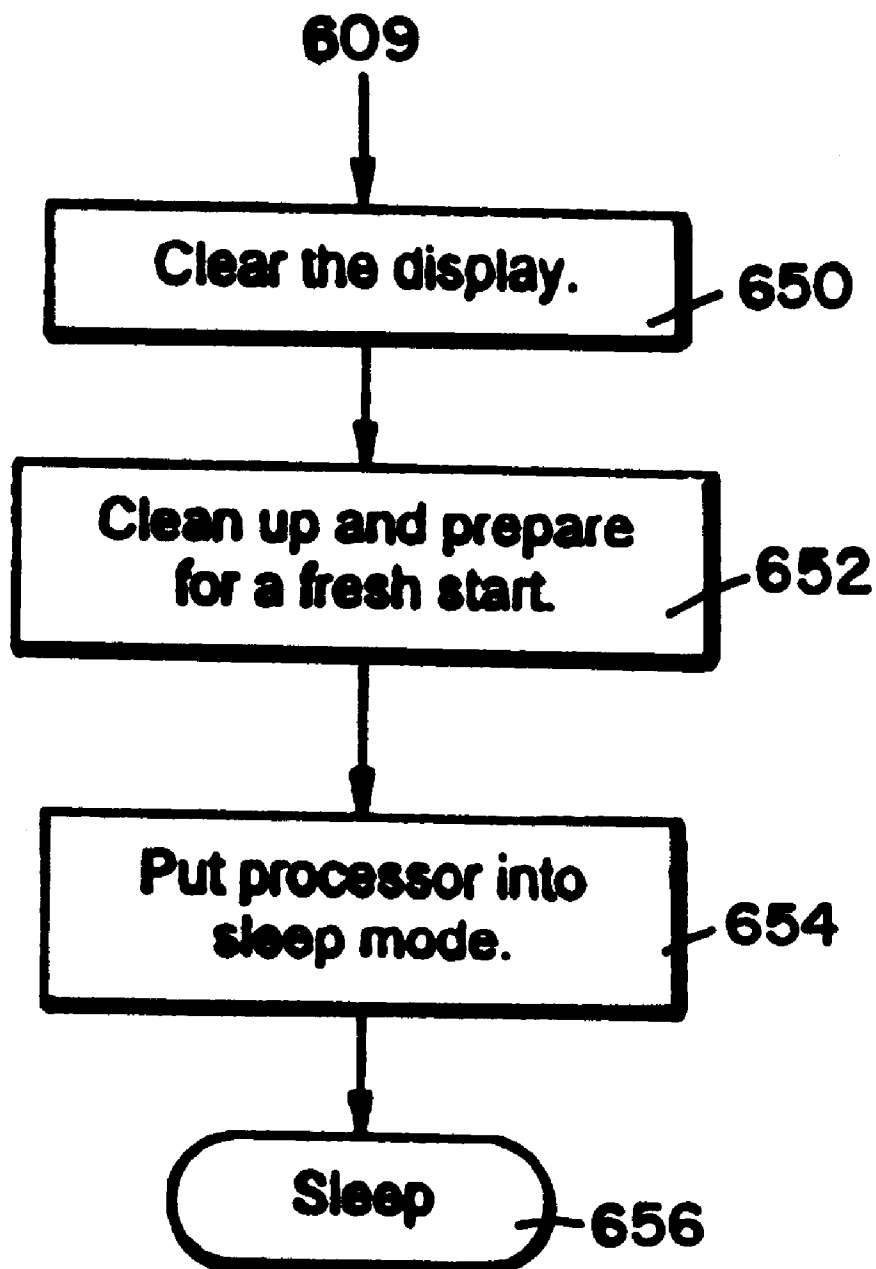 609
Clear the display.
650
Clean up and prepare
for a fresh start.
652
Put processor into
sleep mode.
654
Sleep
656